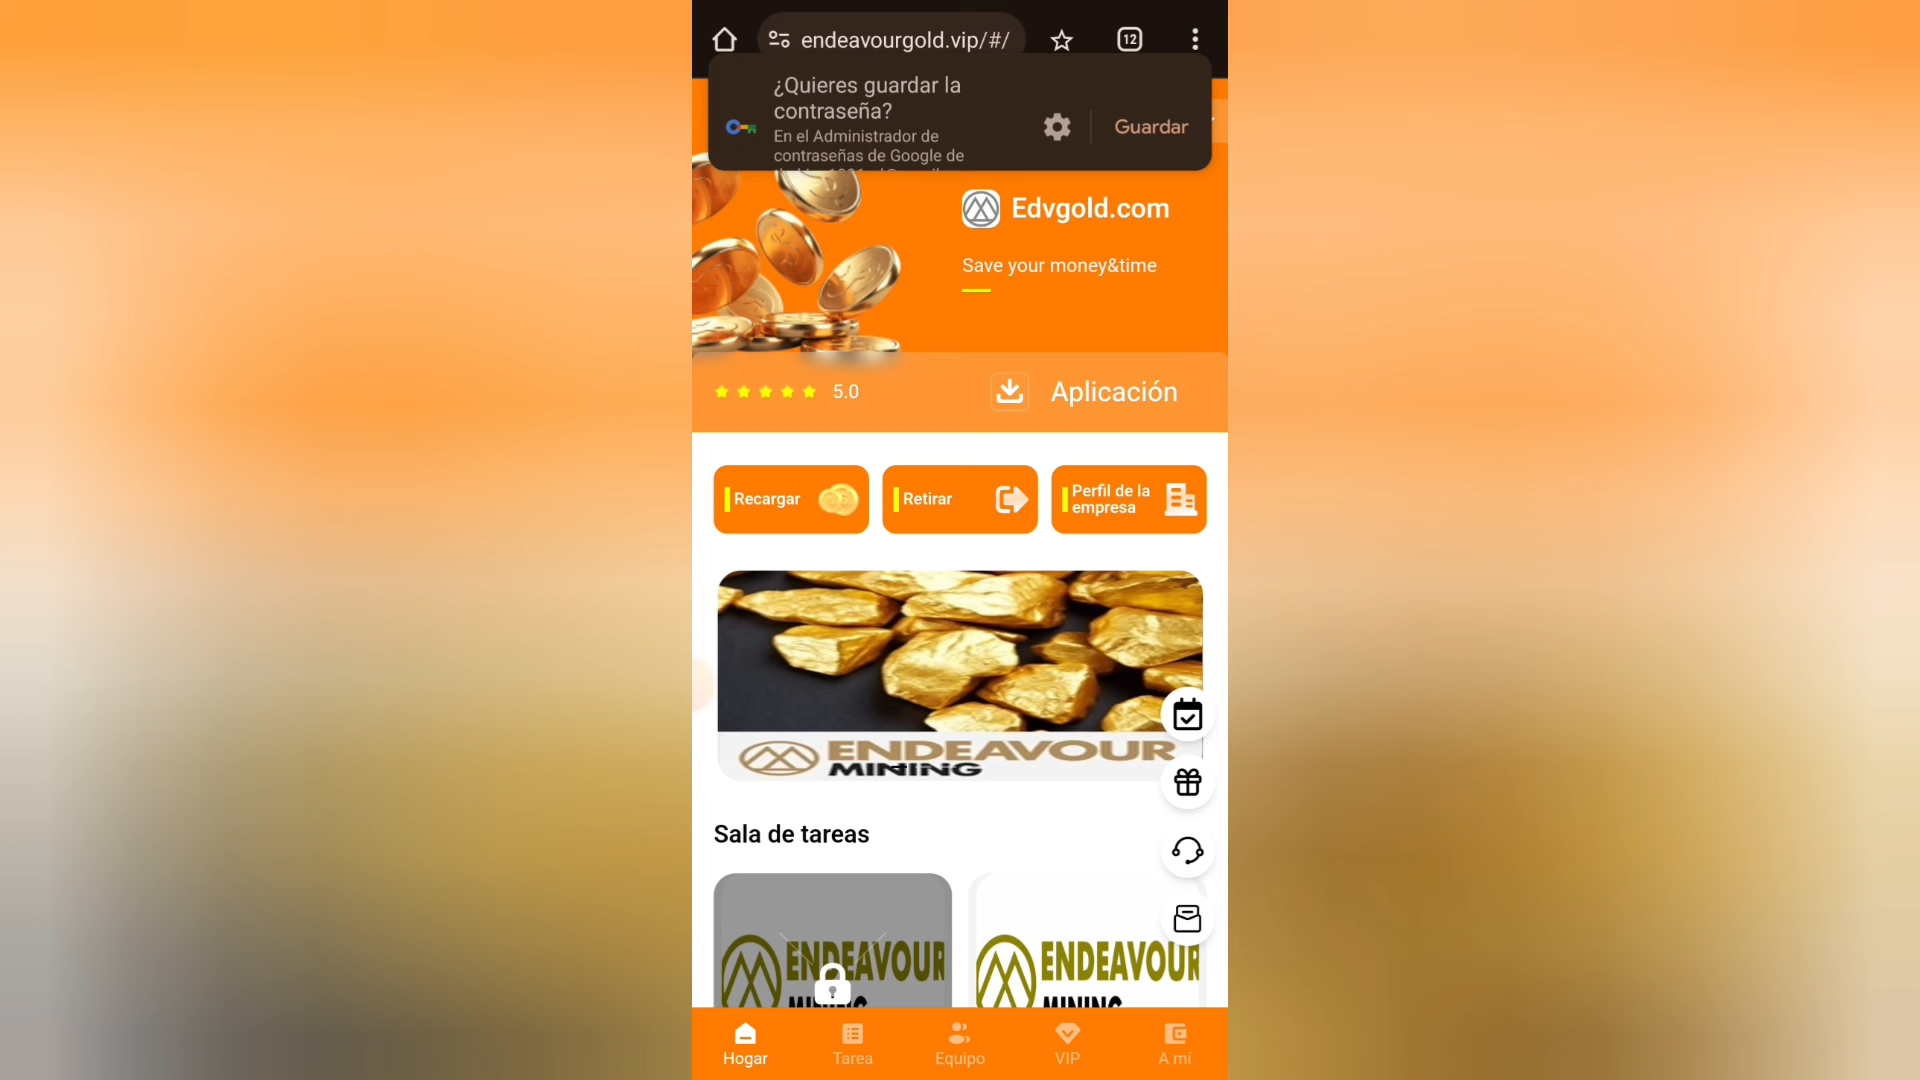 endeavourgold.vip/#/
12
¿Quieres guardar la
contraseña?
En el Administrador de
contraseñas de Google de
Guardar
Edvgold.com
Save your money&time
5.0
Aplicación
Recargar
Retirar
Perfil de la
empresa
ENDEAVOUR
MINING
Sala de tareas
ENDEAVOUR
MINING
ENDEAVOUR
MINING
Hogar
Tarea
Equipo
VIP
A mí